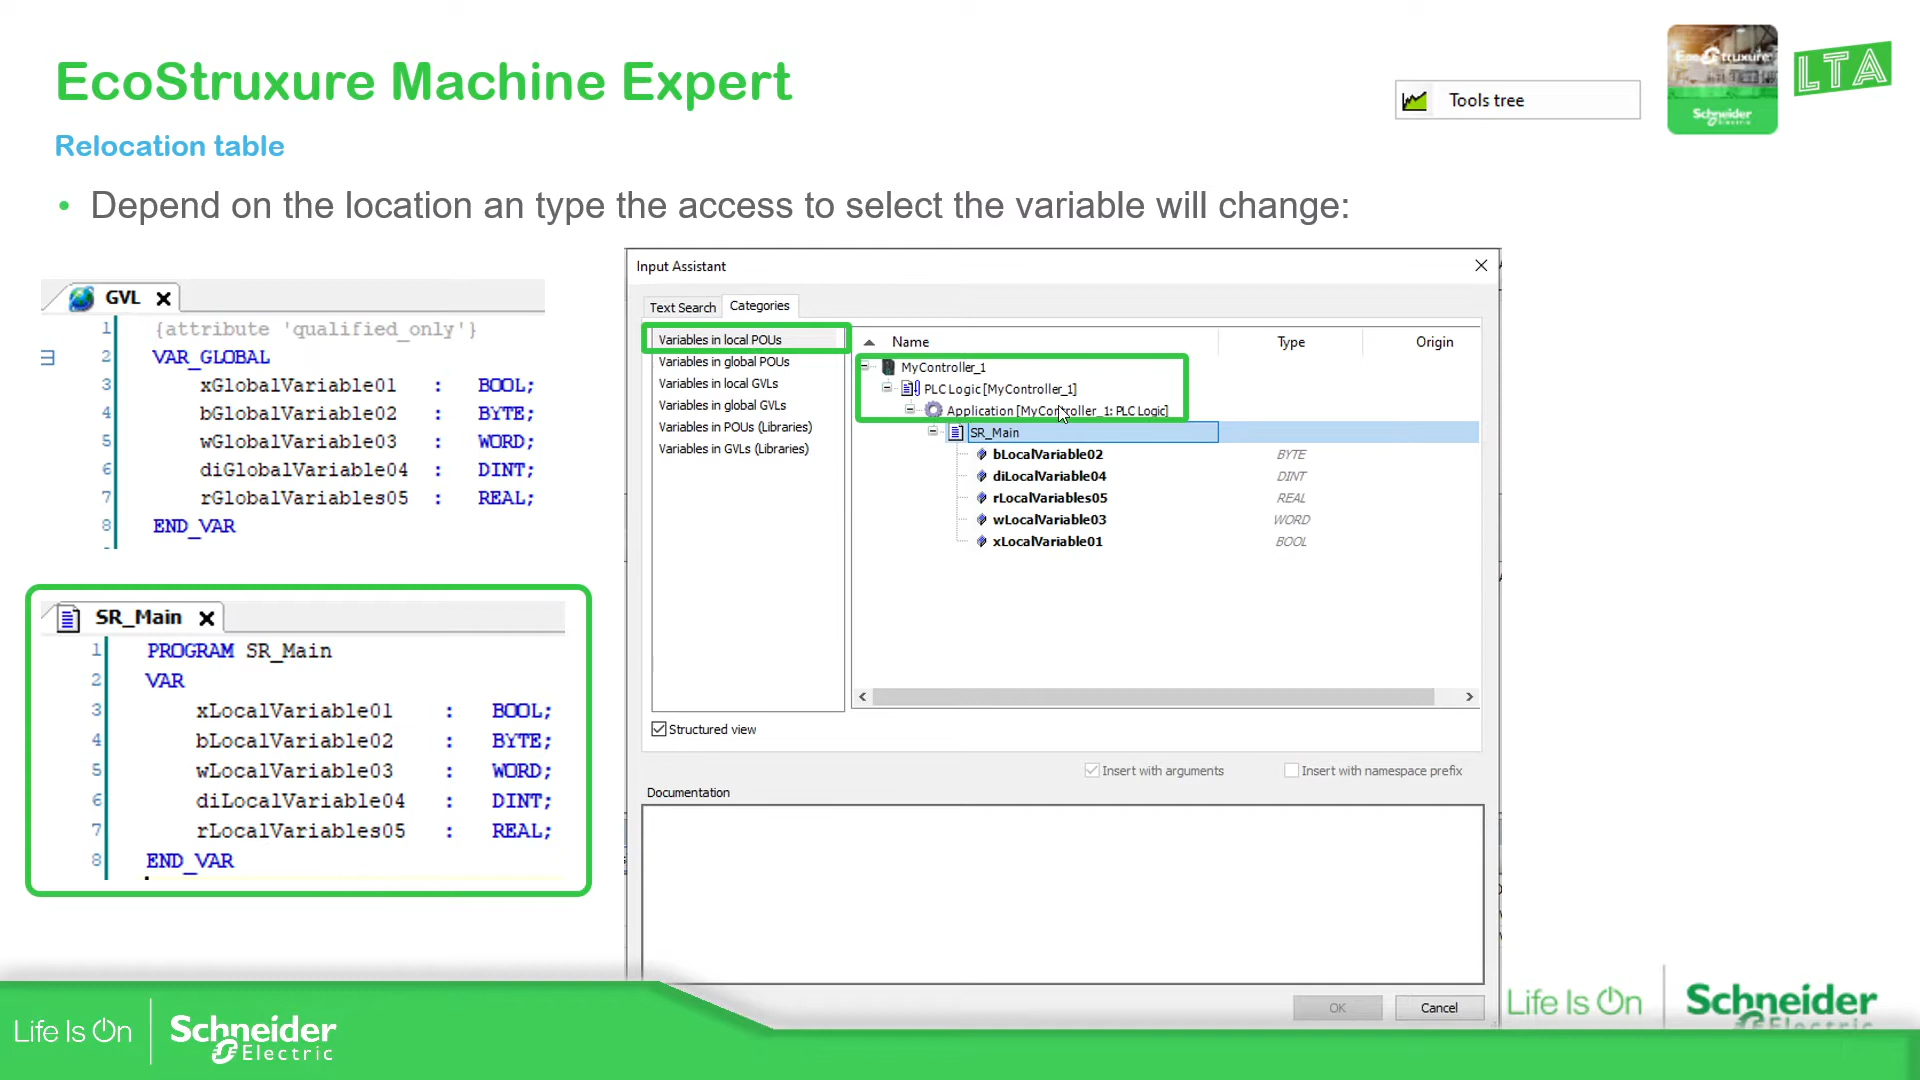 EcoStruxure Machine Expert
Relocation table
Tools tree
EcoStruxure
Schneider
Electric
LTA
• Depend on the location an type the access to select the variable will change:
GVL
1 {attribute 'qualified_only'}
2 VAR_GLOBAL
3 xGlobalVariable01 : BOOL;
4 bGlobalVariable02 : BYTE;
5 wGlobalVariable03 : WORD;
6 diGlobalVariable04 : DINT;
7 rGlobalVariables05 : REAL;
8 END_VAR
SR_Main
1 PROGRAM SR_Main
2 VAR
3 xLocalVariable01 : BOOL;
4 bLocalVariable02 : BYTE;
5 wLocalVariable03 : WORD;
6 diLocalVariable04 : DINT;
7 rLocalVariables05 : REAL;
8 END_VAR
Input Assistant
Text Search Categories
Variables in local POUs
Variables in global POUs
Variables in local GVLs
Variables in global GVLs
Variables in POUs (Libraries)
Variables in GVLs (Libraries)
Name Type Origin
MyController_1
PLC Logic [MyController_1]
Application [MyController_1: PLC Logic]
SR_Main
bLocalVariable02 BYTE
diLocalVariable04 DINT
rLocalVariables05 REAL
wLocalVariable03 WORD
xLocalVariable01 BOOL
Structured view
Insert with arguments Insert with namespace prefix
Documentation
OK Cancel
Life Is On Schneider
Electric
Life Is On Schneider
Electric